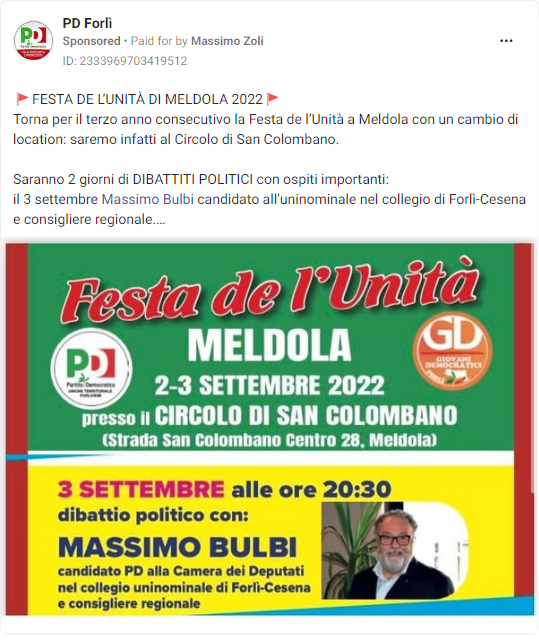 PD Forlì
Sponsored • Paid for by Massimo Zoli
ID: 2333969703419512
FESTA DE L'UNITÀ DI MELDOLA 2022
Torna per il terzo anno consecutivo la Festa de l'Unità a Meldola con un cambio di
location: saremo infatti al Circolo di San Colombano.
Saranno 2 giorni di DIBATTITI POLITICI con ospiti importanti:
il 3 settembre Massimo Bulbi candidato all'uninominale nel collegio di Forlì-Cesena
e consigliere regionale....
Festa de l'Unità
MELDOLA
PD
Partito Democratico
UNIONE TERRITORIALE
FORLIVESE
GD
GIOVANI
DEMOCRATICI
FORLÌ
2-3 SETTEMBRE 2022
presso il CIRCOLO DI SAN COLOMBANO
(Strada San Colombano Centro 28, Meldola)
3 SETTEMBRE alle ore 20:30
dibattio politico con:
MASSIMO BULBI
candidato PD alla Camera dei Deputati
nel collegio uninominale di Forlì-Cesena
e consigliere regionale